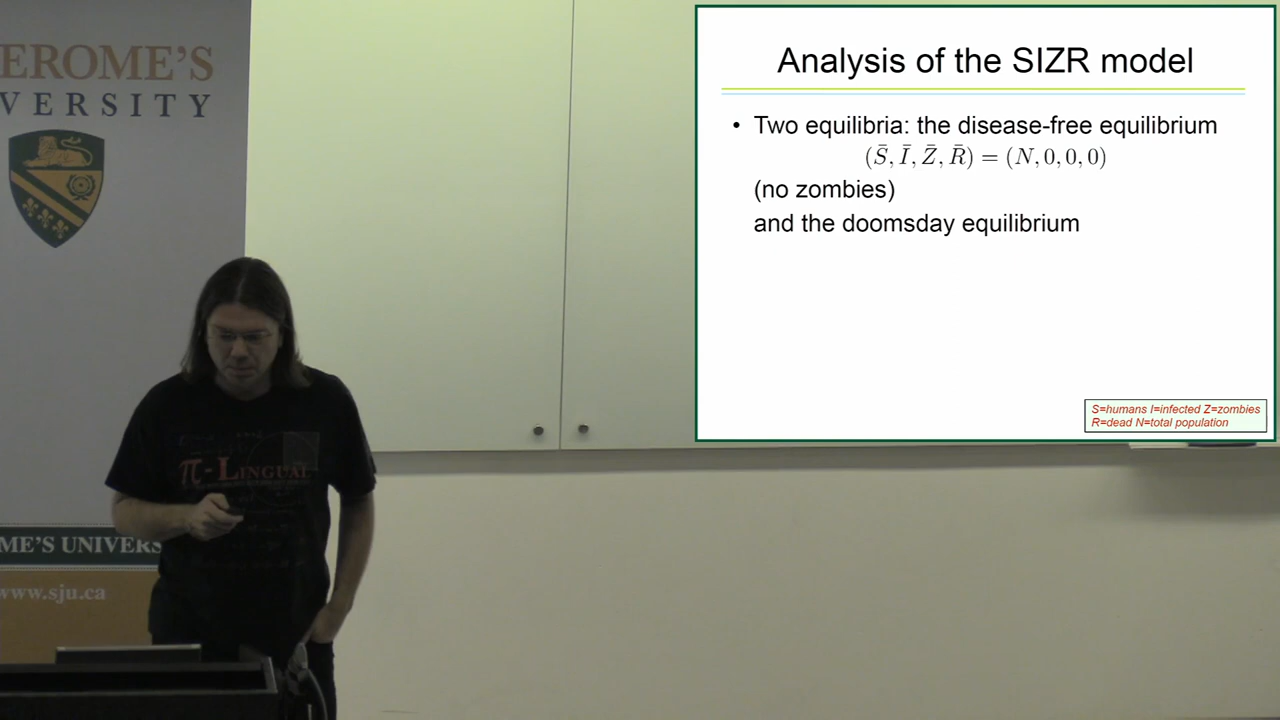 EROME'S
VERSITY
ME'S UNIVERS
www.sju.ca
π-LINGUAL
Analysis of the SIZR model
• Two equilibria: the disease-free equilibrium
(S̄, Ī, Z̄, R̄) = (N, 0, 0, 0)
(no zombies)
and the doomsday equilibrium
S=humans I=infected Z=zombies
R=dead N=total population